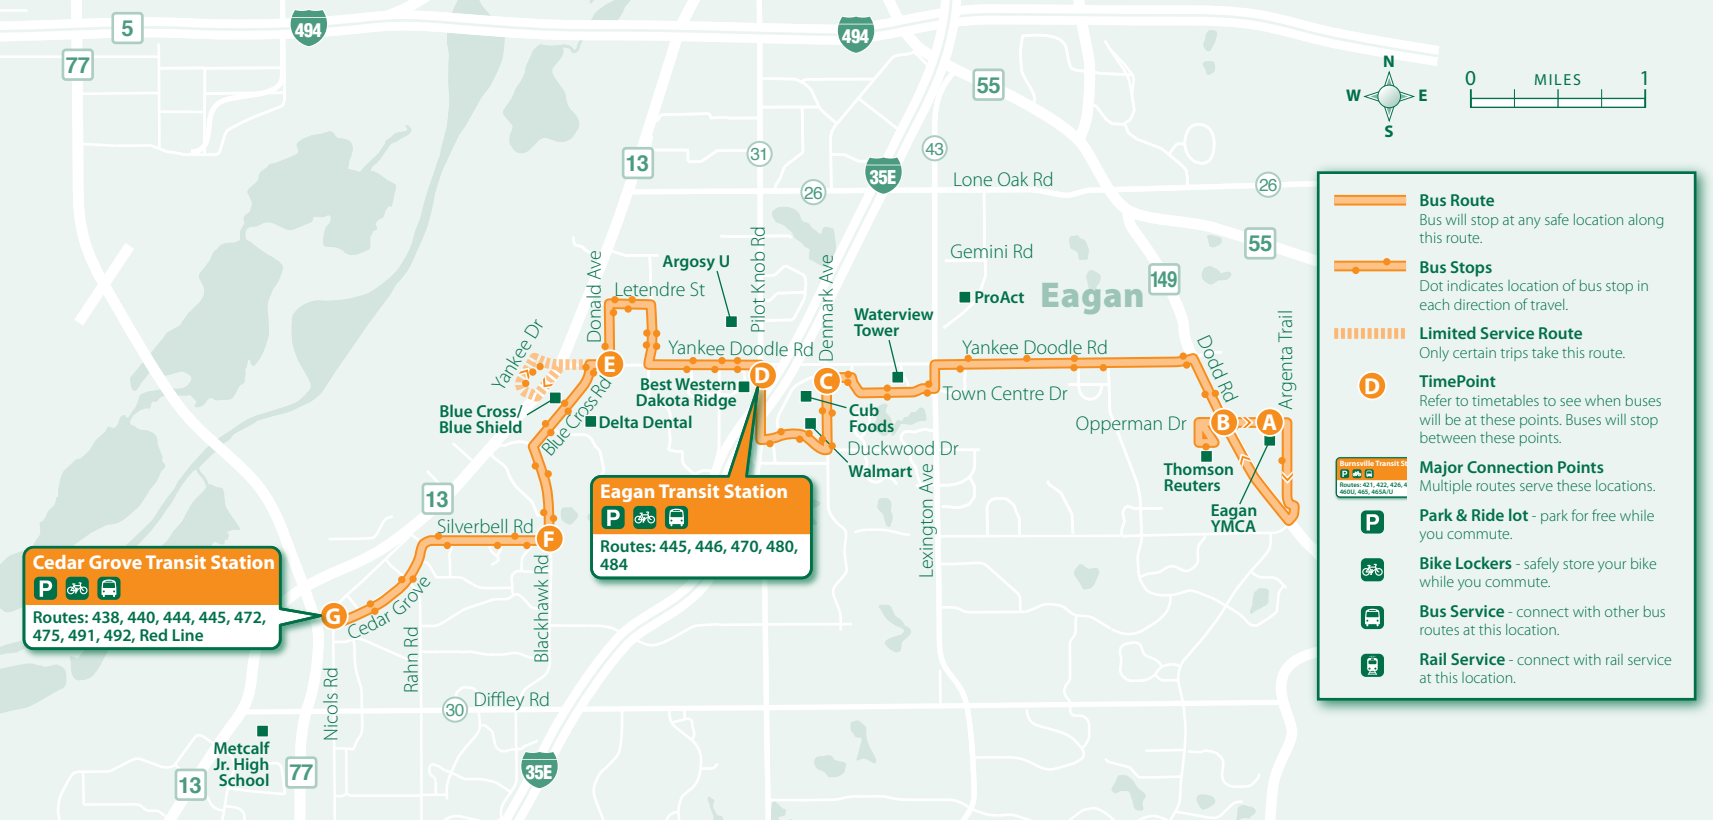 5
494
494
77
55
N
W
E
S
0
MILES
1
13
31
43
26
35E
Lone Oak Rd
26
55
Gemini Rd
149
Eagan
ProAct
Argosy U
Pilot Knob Rd
Donald Ave
Letendre St
Denmark Ave
Waterview
Tower
Argenta Trail
Yankee Dr
Yankee Doodle Rd
Yankee Doodle Rd
Dodd Rd
E
D
C
B
A
Best Western
Dakota Ridge
Town Centre Dr
Blue Cross/
Blue Shield
Blue Cross Rd
Delta Dental
Cub
Foods
Opperman Dr
Duckwood Dr
Walmart
Thomson
Reuters
Eagan
YMCA
Lexington Ave
13
Silverbell Rd
F
Eagan Transit Station
P
Routes: 445, 446, 470, 480,
484
Cedar Grove Transit Station
P
Routes: 438, 440, 444, 445, 472,
475, 491, 492, Red Line
G
Cedar Grove
Rahn Rd
Blackhawk Rd
Nicols Rd
30
Diffley Rd
Metcalf
Jr. High
School
13
77
35E
Bus Route
Bus will stop at any safe location along
this route.
Bus Stops
Dot indicates location of bus stop in
each direction of travel.
Limited Service Route
Only certain trips take this route.
D
TimePoint
Refer to timetables to see when buses
will be at these points. Buses will stop
between these points.
Burnsville Transit St
P
Routes: 421, 422, 426, 4
460U, 465, 465A/U
Major Connection Points
Multiple routes serve these locations.
P
Park & Ride lot - park for free while
you commute.
Bike Lockers - safely store your bike
while you commute.
Bus Service - connect with other bus
routes at this location.
Rail Service - connect with rail service
at this location.